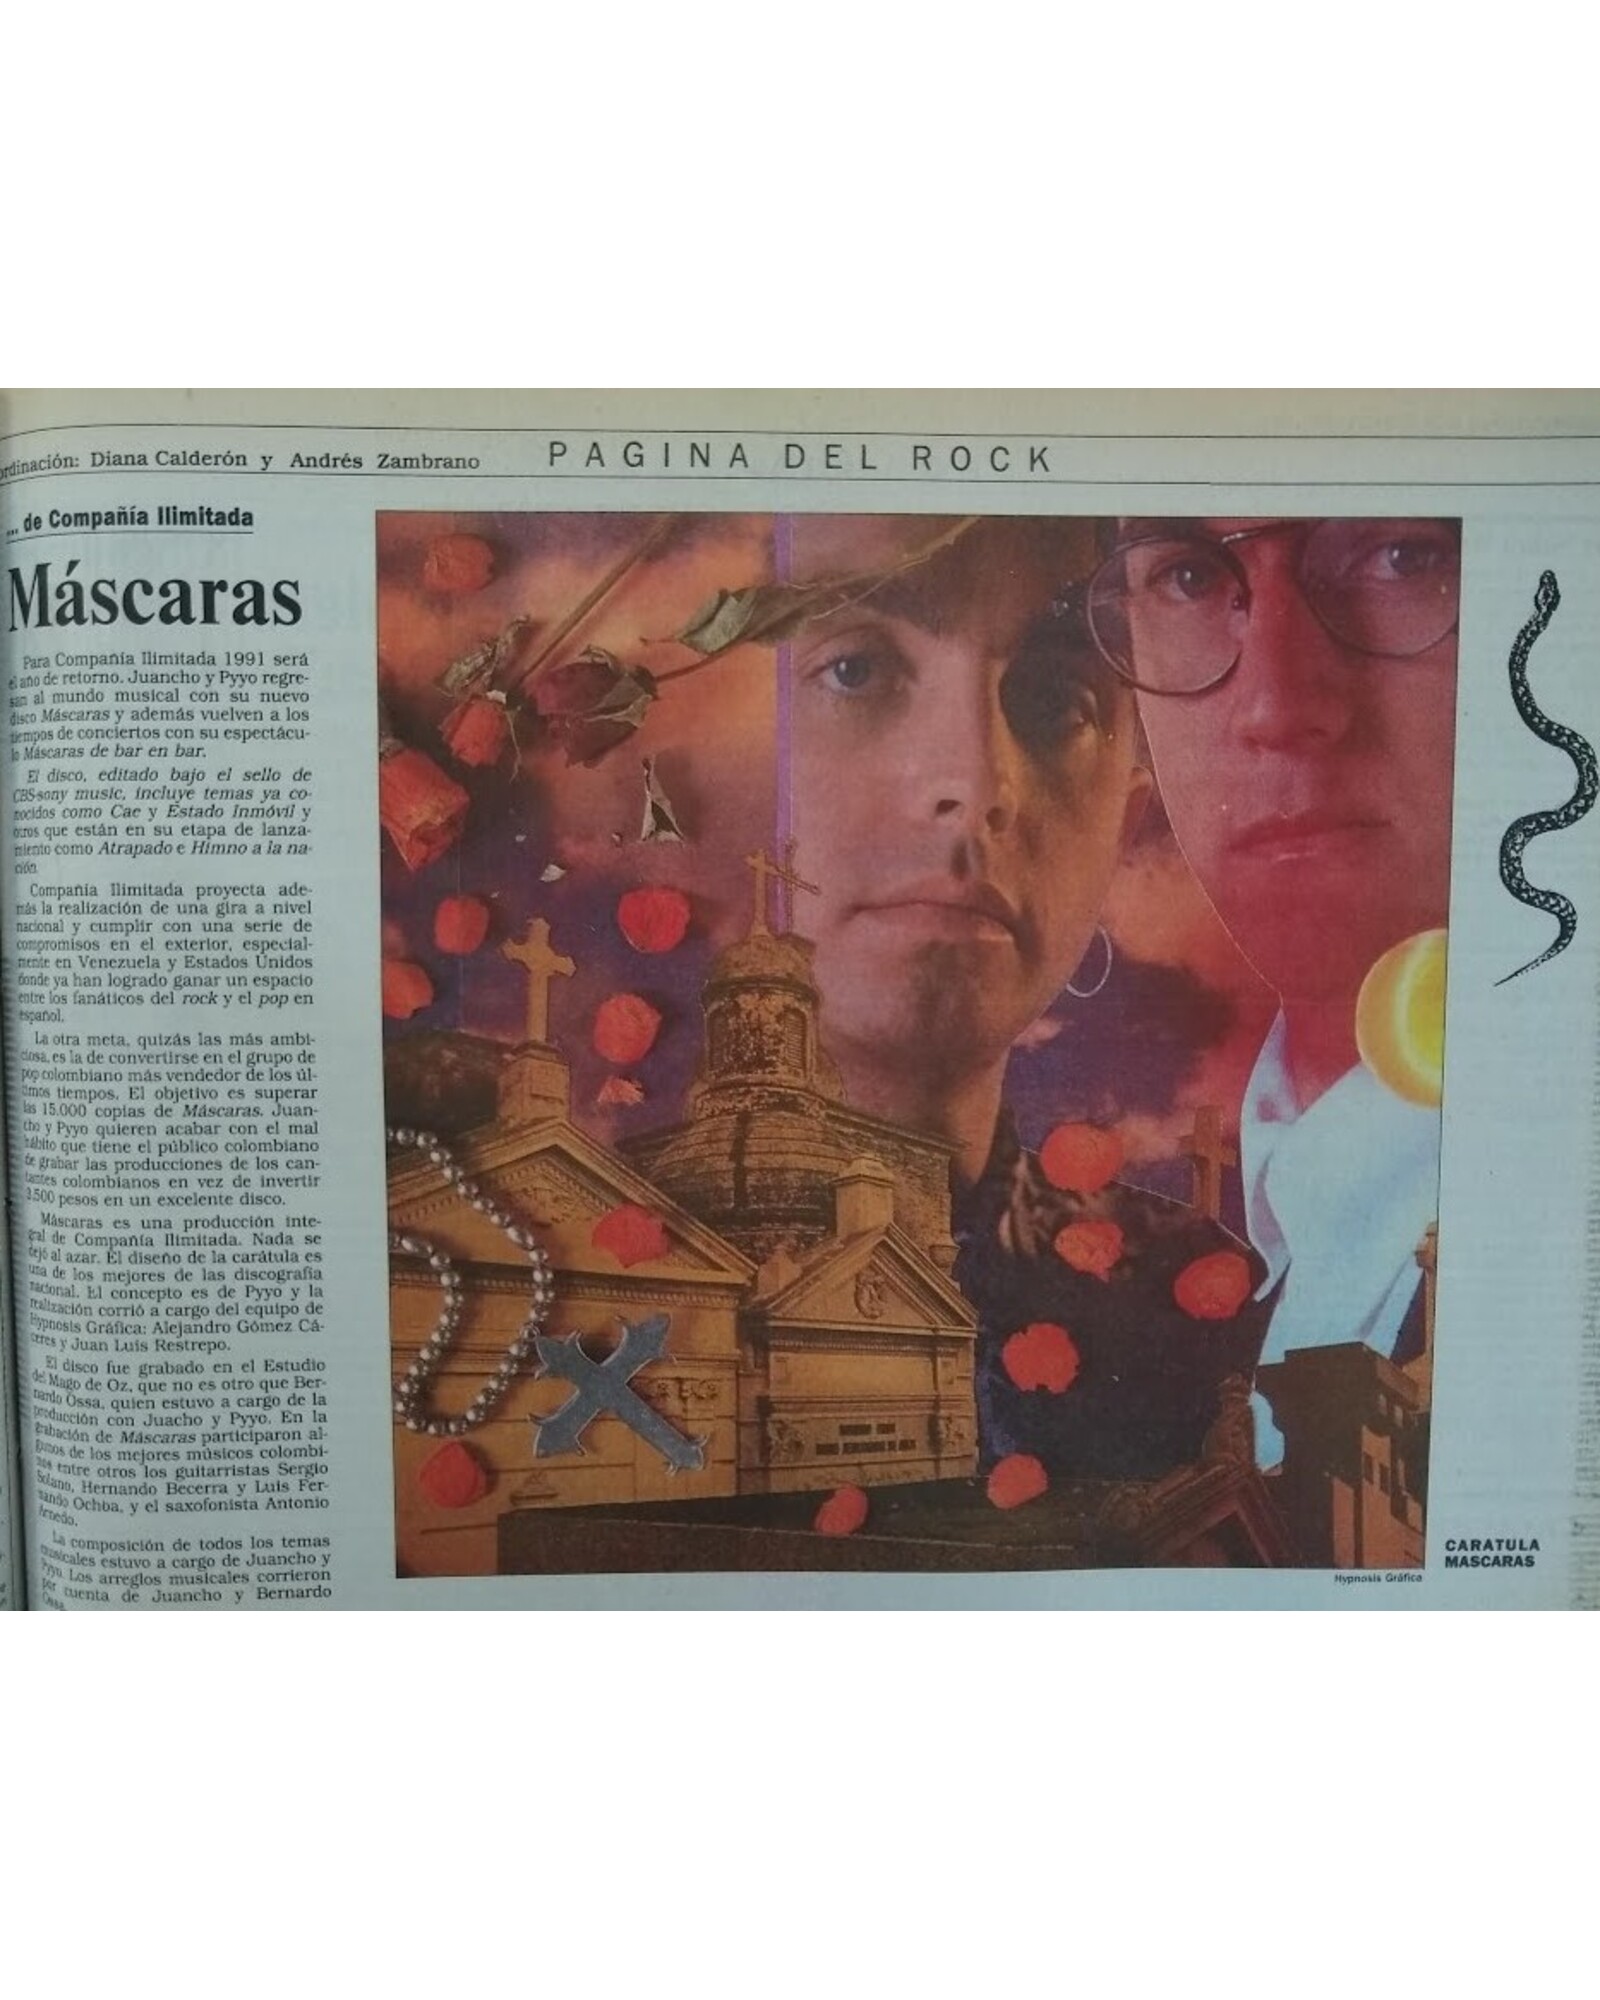 ordinación: Diana Calderón y Andrés Zambrano
PAGINA DEL ROCK
... de Compañía Ilimitada
Máscaras
Para Compañía Ilimitada 1991 será
el año de retorno. Juancho y Pyyo regre-
san al mundo musical con su nuevo
disco Máscaras y además vuelven a los
tiempos de conciertos con su espectácu-
lo Máscaras de bar en bar.
El disco, editado bajo el sello de
CBS-sony music, incluye temas ya co-
nocidos como Cae y Estado Inmóvil y
otros que están en su etapa de lanza-
miento como Atrapado e Himno a la na-
ción.
Compañía Ilimitada proyecta ade-
más la realización de una gira a nivel
nacional y cumplir con una serie de
compromisos en el exterior, especial-
mente en Venezuela y Estados Unidos
donde ya han logrado ganar un espacio
entre los fanáticos del rock y el pop en
español.
La otra meta, quizás las más ambi-
ciosa, es la de convertirse en el grupo de
pop colombiano más vendedor de los úl-
timos tiempos. El objetivo es superar
las 15.000 copias de Máscaras. Juan-
cho y Pyyo quieren acabar con el mal
hábito que tiene el público colombiano
de grabar las producciones de los can-
tantes colombianos en vez de invertir
3.500 pesos en un excelente disco.
Máscaras es una producción inte-
gral de Compañía Ilimitada. Nada se
dejó al azar. El diseño de la carátula es
una de los mejores de las discografía
nacional. El concepto es de Pyyo y la
realización corrió a cargo del equipo de
Hypnosis Gráfica: Alejandro Gómez Cá-
ceres y Juan Luis Restrepo.
El disco fue grabado en el Estudio
del Mago de Oz, que no es otro que Ber-
nardo Ossa, quien estuvo a cargo de la
producción con Juacho y Pyyo. En la
grabación de Máscaras participaron al-
gunos de los mejores músicos colombi-
nos entre otros los guitarristas Sergio
Solano, Hernando Becerra y Luis Fer-
nando Ochba, y el saxofonista Antonio
Arnedo.
La composición de todos los temas
musicales estuvo a cargo de Juancho y
Pyyo. Los arreglos musicales corrieron
por cuenta de Juancho y Bernardo
Ossa.
CARATULA
MASCARAS
Hypnosis Gráfica